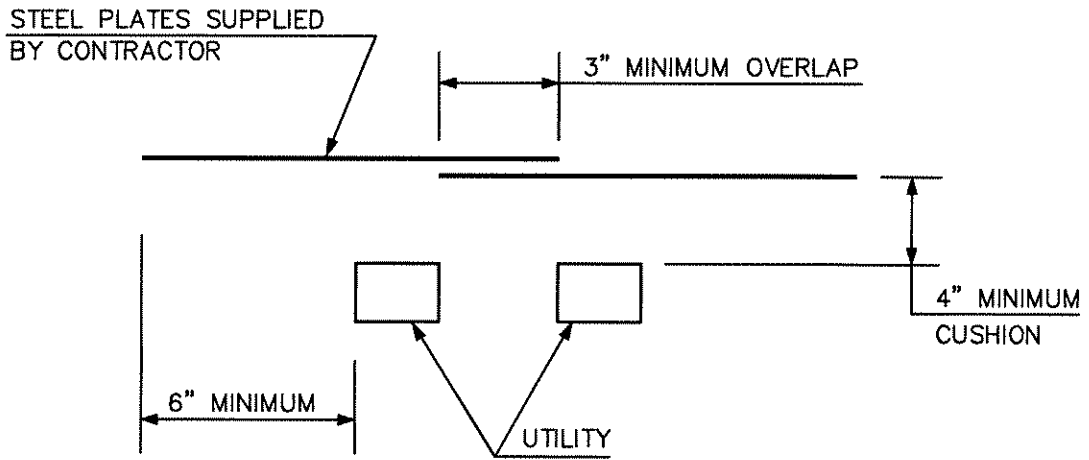 STEEL PLATES SUPPLIED
BY CONTRACTOR
3" MINIMUM OVERLAP
4" MINIMUM
CUSHION
6" MINIMUM
UTILITY